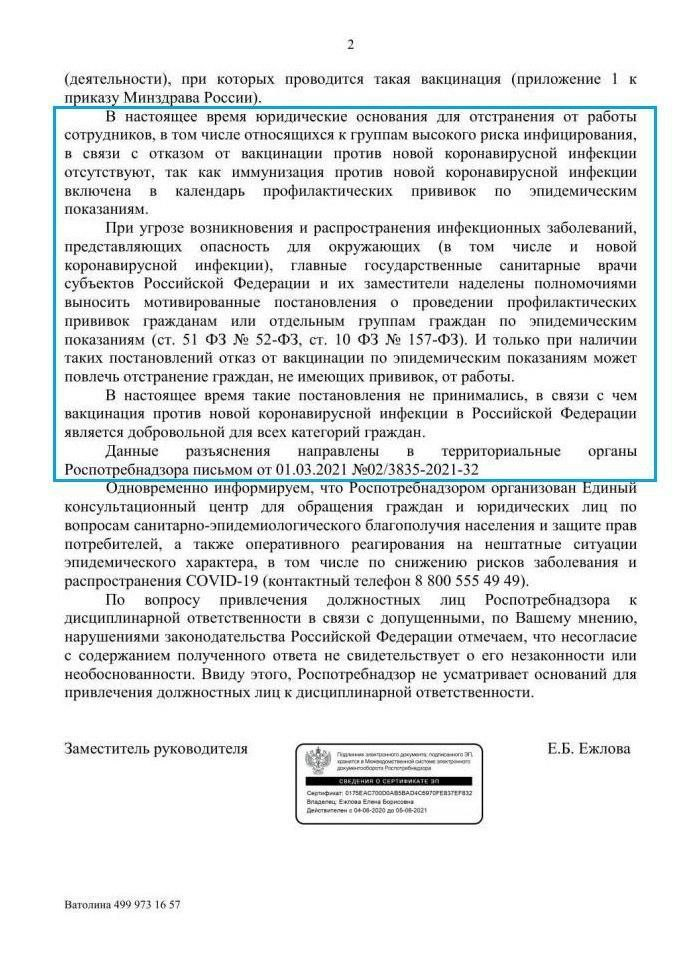 2
(деятельности), при которых проводится такая вакцинация (приложение 1 к
приказу Минздрава России).
В настоящее время юридические основания для отстранения от работы
сотрудников, в том числе относящихся к группам высокого риска инфицирования,
в связи с отказом от вакцинации против новой коронавирусной инфекции
отсутствуют, так как иммунизация против новой коронавирусной инфекции
включена в календарь профилактических прививок по эпидемическим
показаниям.
При угрозе возникновения и распространения инфекционных заболеваний,
представляющих опасность для окружающих (в том числе и новой
коронавирусной инфекции), главные государственные санитарные врачи
субъектов Российской Федерации и их заместители наделены полномочиями
выносить мотивированные постановления о проведении профилактических
прививок гражданам или отдельным группам граждан по эпидемическим
показаниям (ст. 51 ФЗ № 52-ФЗ, ст. 10 ФЗ № 157-ФЗ). И только при наличии
таких постановлений отказ от вакцинации по эпидемическим показаниям может
повлечь отстранение граждан, не имеющих прививок, от работы.
В настоящее время такие постановления не принимались, в связи с чем
вакцинация против новой коронавирусной инфекции в Российской Федерации
является добровольной для всех категорий граждан.
Данные разъяснения направлены в территориальные органы
Роспотребнадзора письмом от 01.03.2021 №02/3835-2021-32
Одновременно информируем, что Роспотребнадзором организован Единый
консультационный центр для обращения граждан и юридических лиц по
вопросам санитарно-эпидемиологического благополучия населения и защите прав
потребителей, а также оперативного реагирования на нештатные ситуации
эпидемического характера, в том числе по снижению рисков заболевания и
распространения COVID-19 (контактный телефон 8 800 555 49 49).
По вопросу привлечения должностных лиц Роспотребнадзора к
дисциплинарной ответственности в связи с допущенными, по Вашему мнению,
нарушениями законодательства Российской Федерации отмечаем, что несогласие
с содержанием полученного ответа не свидетельствует о его незаконности или
необоснованности. Ввиду этого, Роспотребнадзор не усматривает оснований для
привлечения должностных лиц к дисциплинарной ответственности.
Заместитель руководителя
Подлинник электронного документа, подписанного ЭП,
хранится в Межведомственной системе электронного
документооборота Роспотребнадзора
СВЕДЕНИЯ О СЕРТИФИКАТЕ ЭП
Сертификат: 0175EAC700D0AB5BAD4C6970FE837EF832
Владелец: Ежлова Елена Борисовна
Действителен с 04-06-2020 до 05-06-2021
Е.Б. Ежлова
Ватолина 499 973 16 57